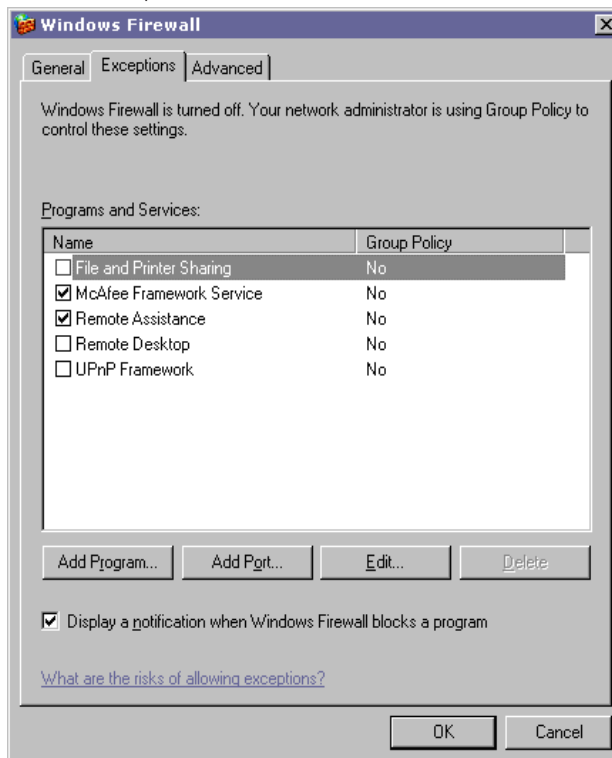 Windows Firewall
General Exceptions Advanced
Windows Firewall is turned off. Your network administrator is using Group Policy to
control these settings.
Programs and Services:
Name Group Policy
File and Printer Sharing No
McAfee Framework Service No
Remote Assistance No
Remote Desktop No
UPnP Framework No
Add Program... Add Port... Edit... Delete
Display a notification when Windows Firewall blocks a program
What are the risks of allowing exceptions?
OK Cancel